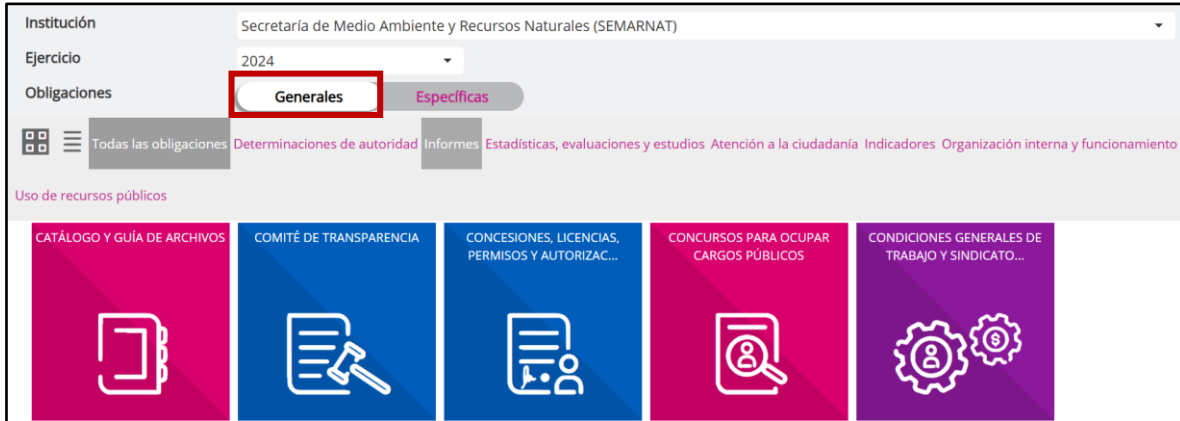 Institución
Secretaría de Medio Ambiente y Recursos Naturales (SEMARNAT)
Ejercicio
2024
Obligaciones
Generales
Específicas
Todas las obligaciones Determinaciones de autoridad Informes Estadísticas, evaluaciones y estudios Atención a la ciudadanía Indicadores Organización interna y funcionamiento
Uso de recursos públicos
CATÁLOGO Y GUÍA DE ARCHIVOS
COMITÉ DE TRANSPARENCIA
CONCESIONES, LICENCIAS,
PERMISOS Y AUTORIZAC...
CONCURSOS PARA OCUPAR
CARGOS PÚBLICOS
CONDICIONES GENERALES DE
TRABAJO Y SINDICATO...